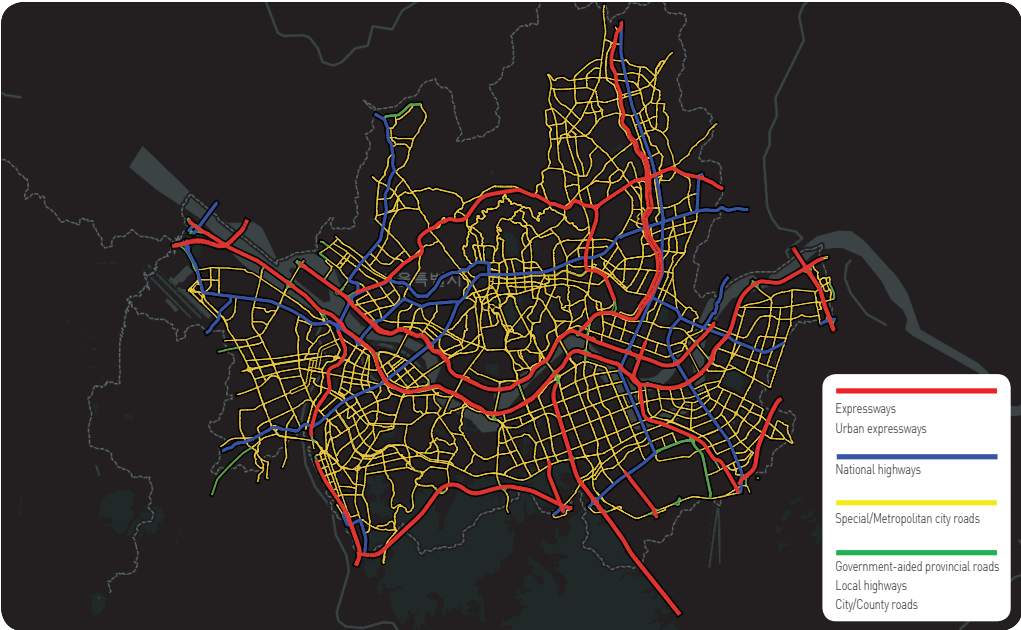 Expressways
Urban expressways
National highways
Special/Metropolitan city roads
Government-aided provincial roads
Local highways
City/County roads